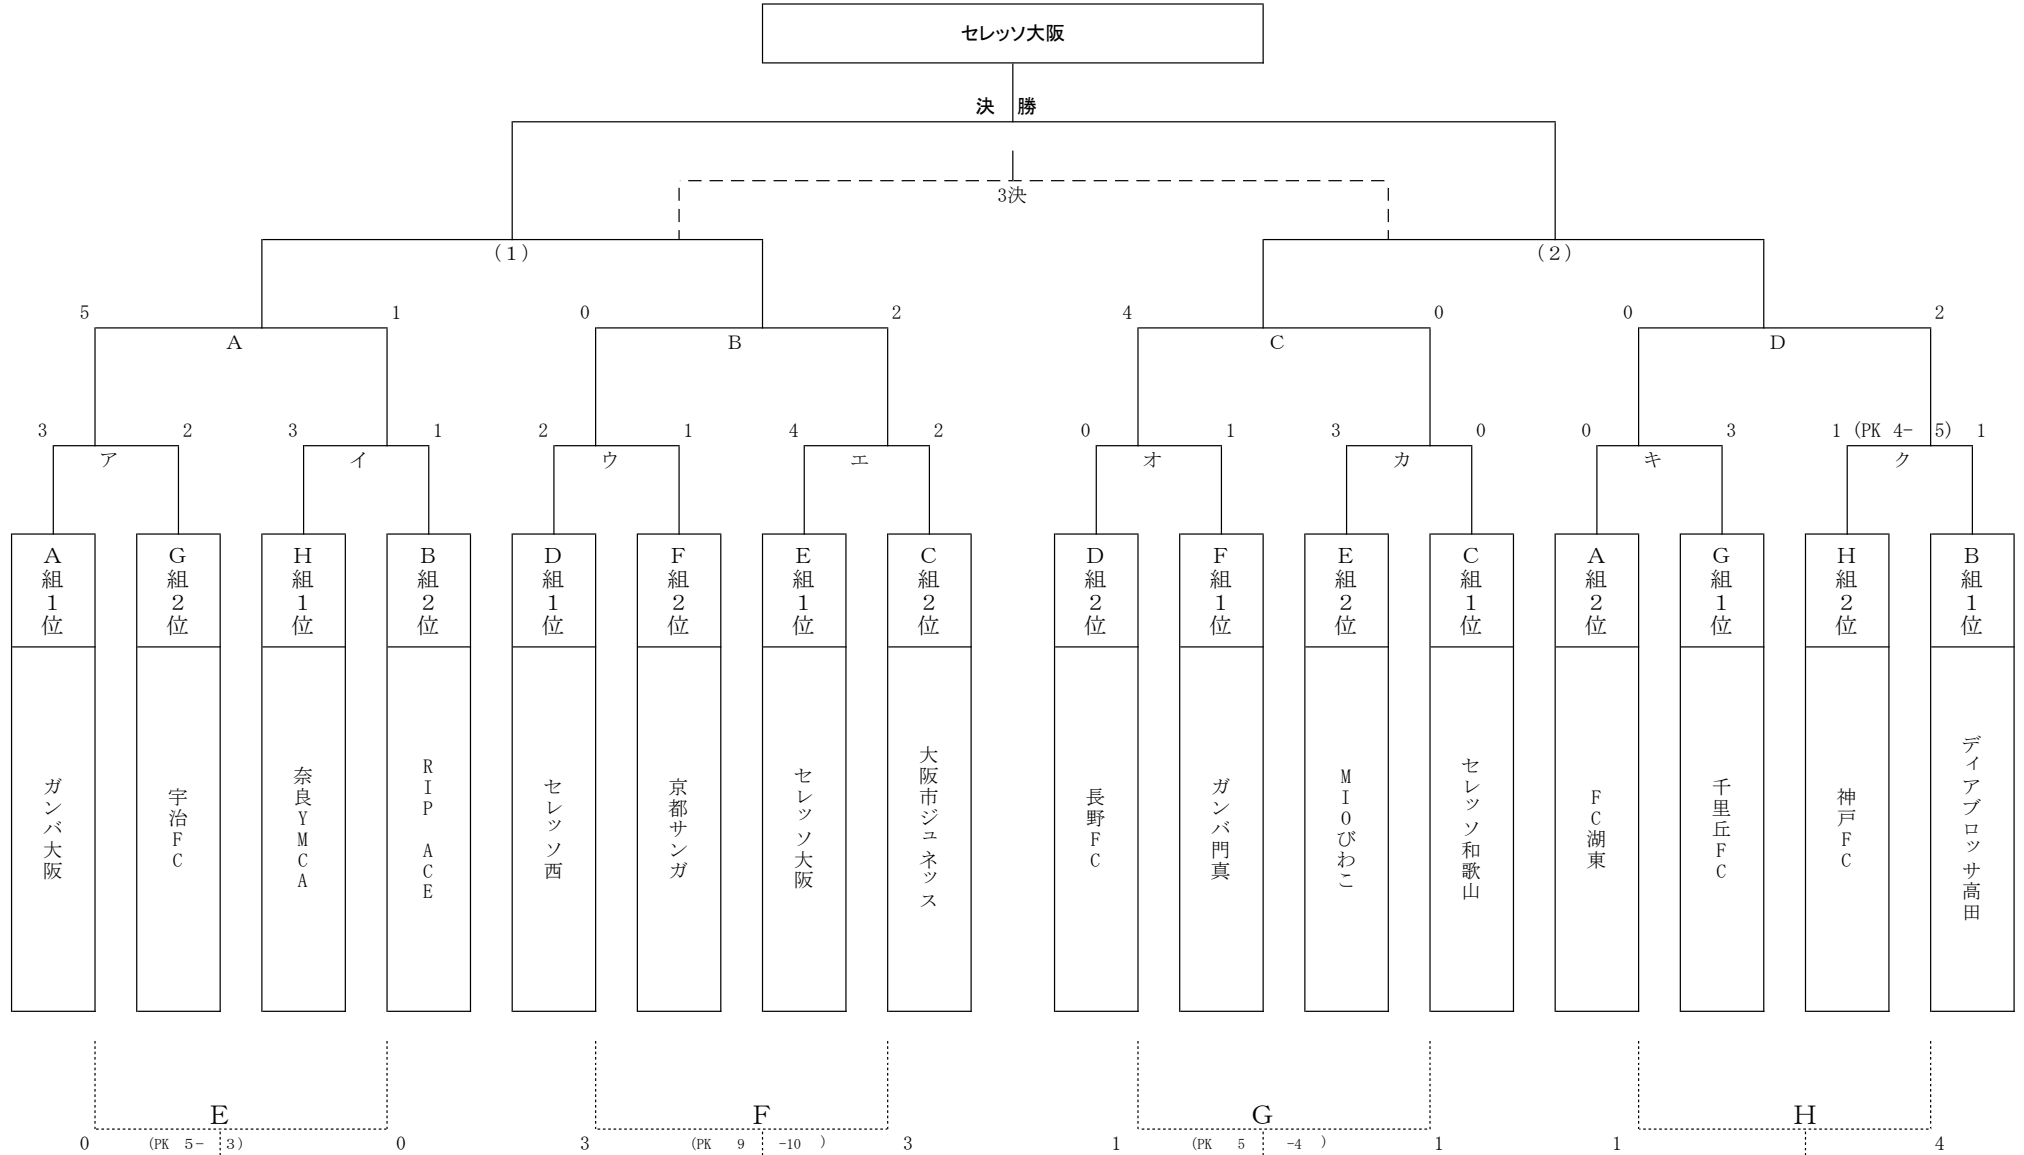 セレッソ大阪
決 勝
3決
(1)
(2)
5 1 0 2 4 0 0 2
A B C D
3 2 3 1 2 1 4 2 0 1 3 0 0 3 1 (PK 4- 5) 1
ア イ ウ エ オ カ キ ク
A組1位
G組2位
H組1位
B組2位
D組1位
F組2位
E組1位
C組2位
D組2位
F組1位
E組2位
C組1位
A組2位
G組1位
H組2位
B組1位
ガンバ大阪
宇治FC
奈良YMCA
RIP ACE
セレッソ西
京都サンガ
セレッソ大阪
大阪市ジュネッス
長野FC
ガンバ門真
MIOびわこ
セレッソ和歌山
FC湖東
千里丘FC
神戸FC
ディアブロッサ高田
E F G H
0 (PK 5- 3) 0 3 (PK 9 -10 ) 3 1 (PK 5 -4 ) 1 1 4